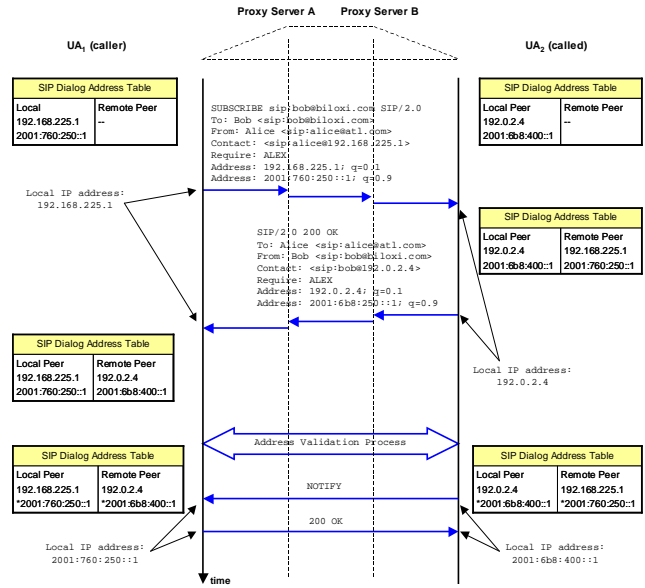 Proxy Server A
Proxy Server B
UA1 (caller)
UA2 (called)
SIP Dialog Address Table
Local
Remote Peer
192.168.225.1
--
2001:760:250::1
SIP Dialog Address Table
Local Peer
Remote Peer
192.0.2.4
--
2001:6b8:400::1
SUBSCRIBE sip:bob@biloxi.com SIP/2.0
To: Bob <sip:bob@biloxi.com>
From: Alice <sip:alice@atl.com>
Contact: <sip:alice@192.168.225.1>
Require: ALEX
Address: 192.168.225.1; q=0.1
Address: 2001:760:250::1; q=0.9
Local IP address:
192.168.225.1
SIP/2.0 200 OK
To: Alice <sip:alice@atl.com>
From: Bob <sip:bob@biloxi.com>
Contact: <sip:bob@192.0.2.4>
Require: ALEX
Address: 192.0.2.4; q=0.1
Address: 2001:6b8:250::1; q=0.9
SIP Dialog Address Table
Local Peer
Remote Peer
192.0.2.4
192.168.225.1
2001:6b8:400::1
2001:760:250::1
SIP Dialog Address Table
Local Peer
Remote Peer
192.168.225.1
192.0.2.4
2001:760:250::1
2001:6b8:400::1
Local IP address:
192.0.2.4
Address Validation Process
SIP Dialog Address Table
Local Peer
Remote Peer
192.168.225.1
192.0.2.4
*2001:760:250::1
*2001:6b8:400::1
SIP Dialog Address Table
Local Peer
Remote Peer
192.0.2.4
192.168.225.1
*2001:6b8:400::1
*2001:760:250::1
NOTIFY
200 OK
Local IP address:
2001:760:250::1
Local IP address:
2001:6b8:400::1
time